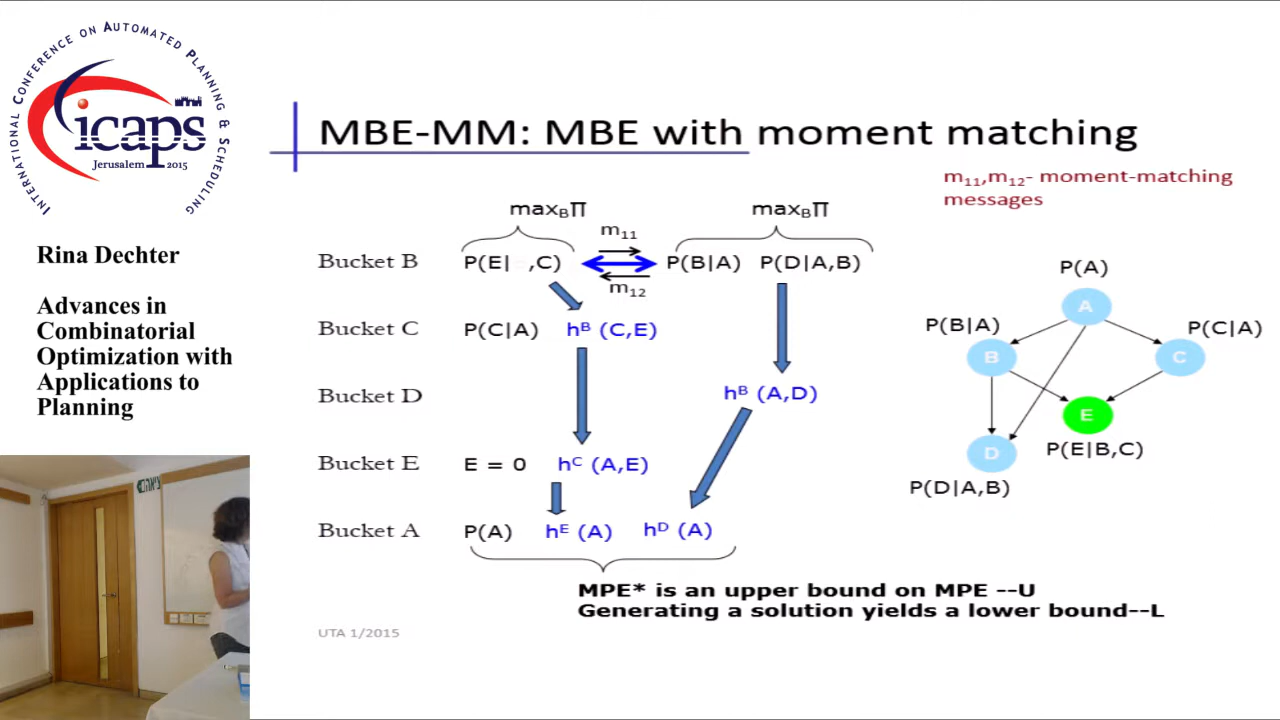 INTERNATIONAL CONFERENCE ON AUTOMATED PLANNING & SCHEDULING
icaps
Jerusalem 2015
Rina Dechter
Advances in
Combinatorial
Optimization with
Applications to
Planning
MBE-MM: MBE with moment matching
m₁₁,m₁₂- moment-matching
messages
max_B∏ max_B∏
m₁₁
Bucket B P(E| ,C) P(B|A) P(D|A,B)
m₁₂
Bucket C P(C|A) hᴮ (C,E)
Bucket D hᴮ (A,D)
Bucket E E = 0 hᶜ (A,E)
Bucket A P(A) hᴱ (A) hᴰ (A)
MPE* is an upper bound on MPE --U
Generating a solution yields a lower bound--L
UTA 1/2015
P(A)
A
P(B|A) P(C|A)
B C
E
D P(E|B,C)
P(D|A,B)